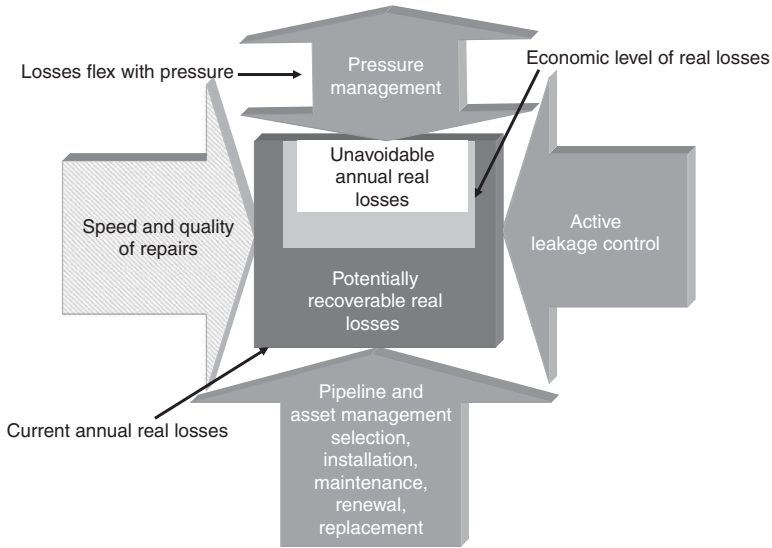 Pressure
management
Losses flex with pressure
Economic level of real losses
Unavoidable
annual real
losses
Speed and quality
of repairs
Active
leakage control
Potentially
recoverable real
losses
Current annual real losses
Pipeline and
asset management
selection,
installation,
maintenance,
renewal,
replacement